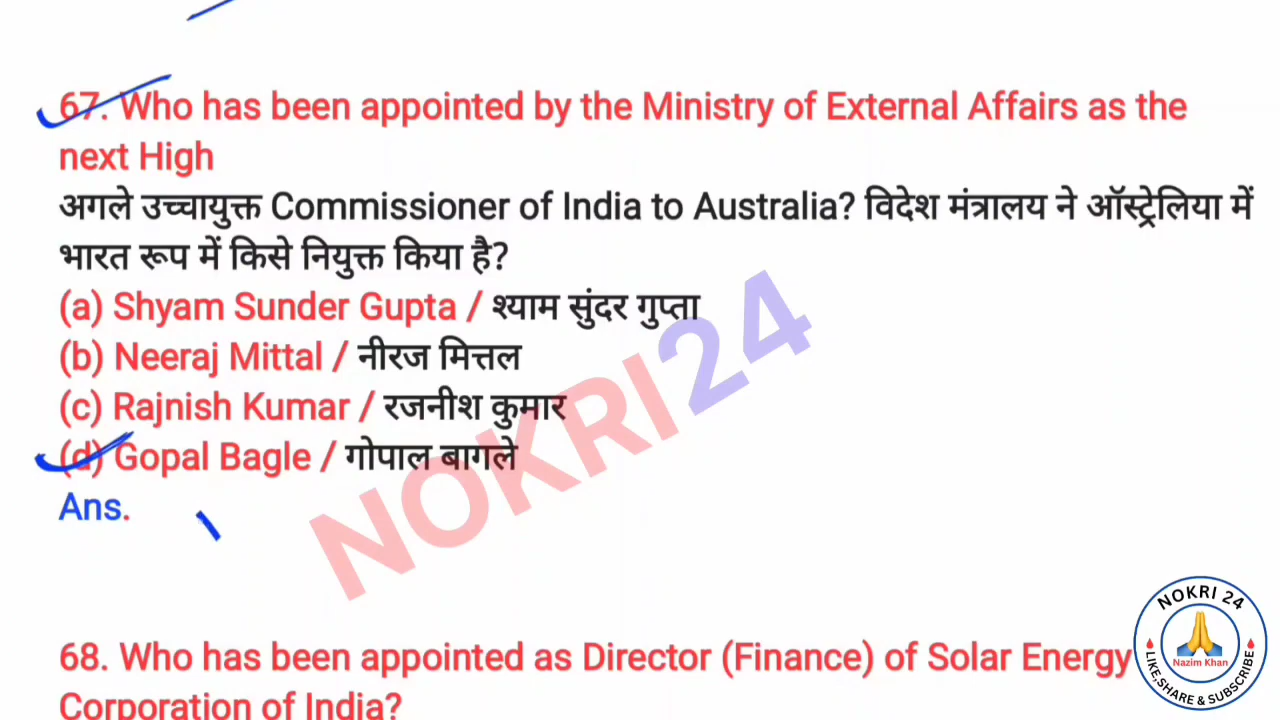 67. Who has been appointed by the Ministry of External Affairs as the
next High
अगले उच्चायुक्त Commissioner of India to Australia? विदेश मंत्रालय ने ऑस्ट्रेलिया में
भारत रूप में किसे नियुक्त किया है?
(a) Shyam Sunder Gupta / श्याम सुंदर गुप्ता
(b) Neeraj Mittal / नीरज मित्तल
(c) Rajnish Kumar / रजनीश कुमार
(d) Gopal Bagle / गोपाल बागले
Ans.
NOKRI24
68. Who has been appointed as Director (Finance) of Solar Energy
Corporation of India?
NOKRI 24
Nazim Khan
LIKE,SHARE & SUBSCRIBE